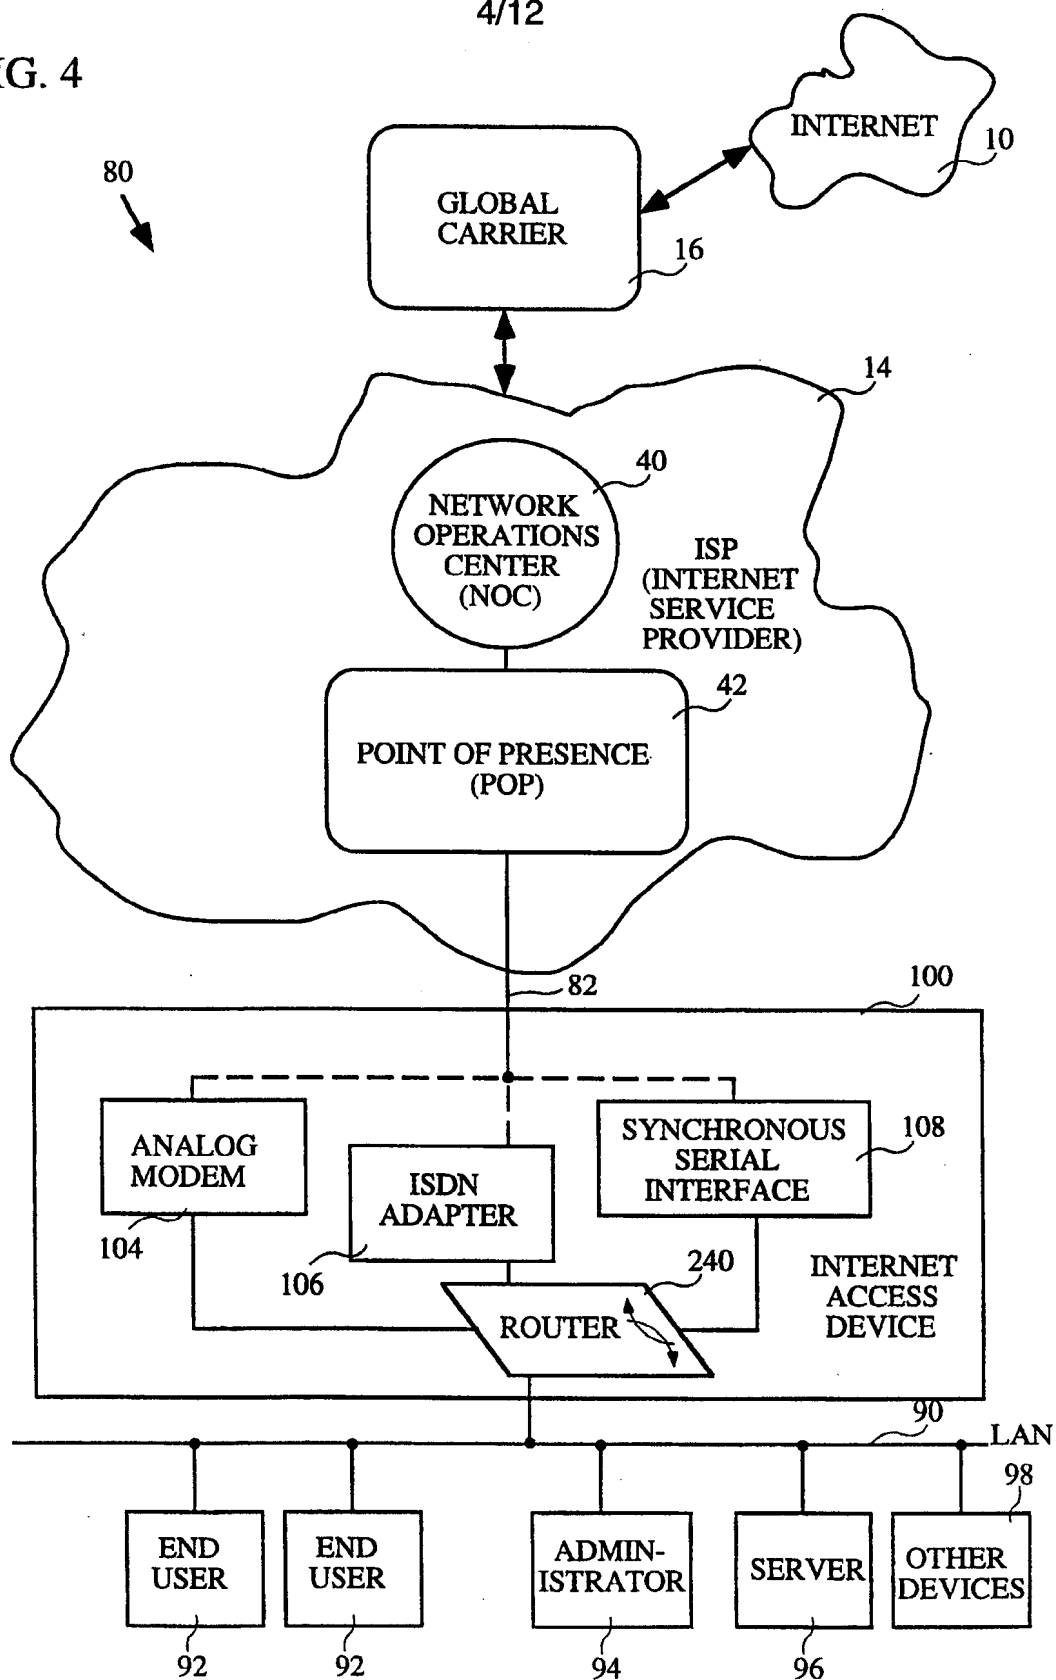 4/12
IG. 4
INTERNET
10
80
GLOBAL
CARRIER
16
14
40
NETWORK
OPERATIONS
CENTER
(NOC)
ISP
(INTERNET
SERVICE
PROVIDER)
42
POINT OF PRESENCE
(POP)
82
100
ANALOG
MODEM
104
ISDN
ADAPTER
106
SYNCHRONOUS
SERIAL
INTERFACE
108
240
ROUTER
INTERNET
ACCESS
DEVICE
90
LAN
98
END
USER
92
END
USER
92
ADMIN-
ISTRATOR
94
SERVER
96
OTHER
DEVICES